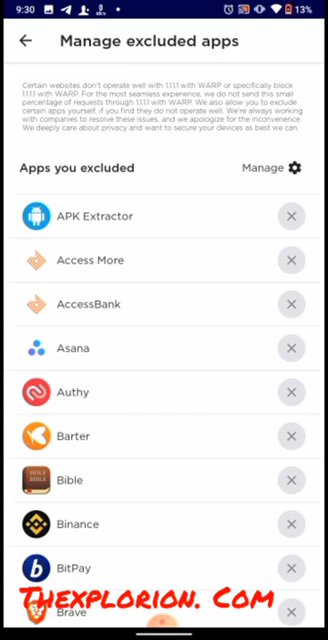 9:30
13%
Manage excluded apps
Certain websites don't operate well with 1.1.1.1 with WARP or specifically block
1.1.1.1 with WARP. For the most seamless experience, we do not send this small
percentage of requests through 1.1.1.1 with WARP. We also allow you to exclude
certain apps yourself, if you find they do not operate well. We're always working
with companies to resolve these issues, and we apologize for the inconvenience.
We deeply care about privacy and want to secure your devices as best we can.
Apps you excluded
Manage
APK Extractor
Access More
AccessBank
Asana
Authy
Barter
HOLY BIBLE
Bible
Binance
b
BitPay
Thexplorion. Com
Brave